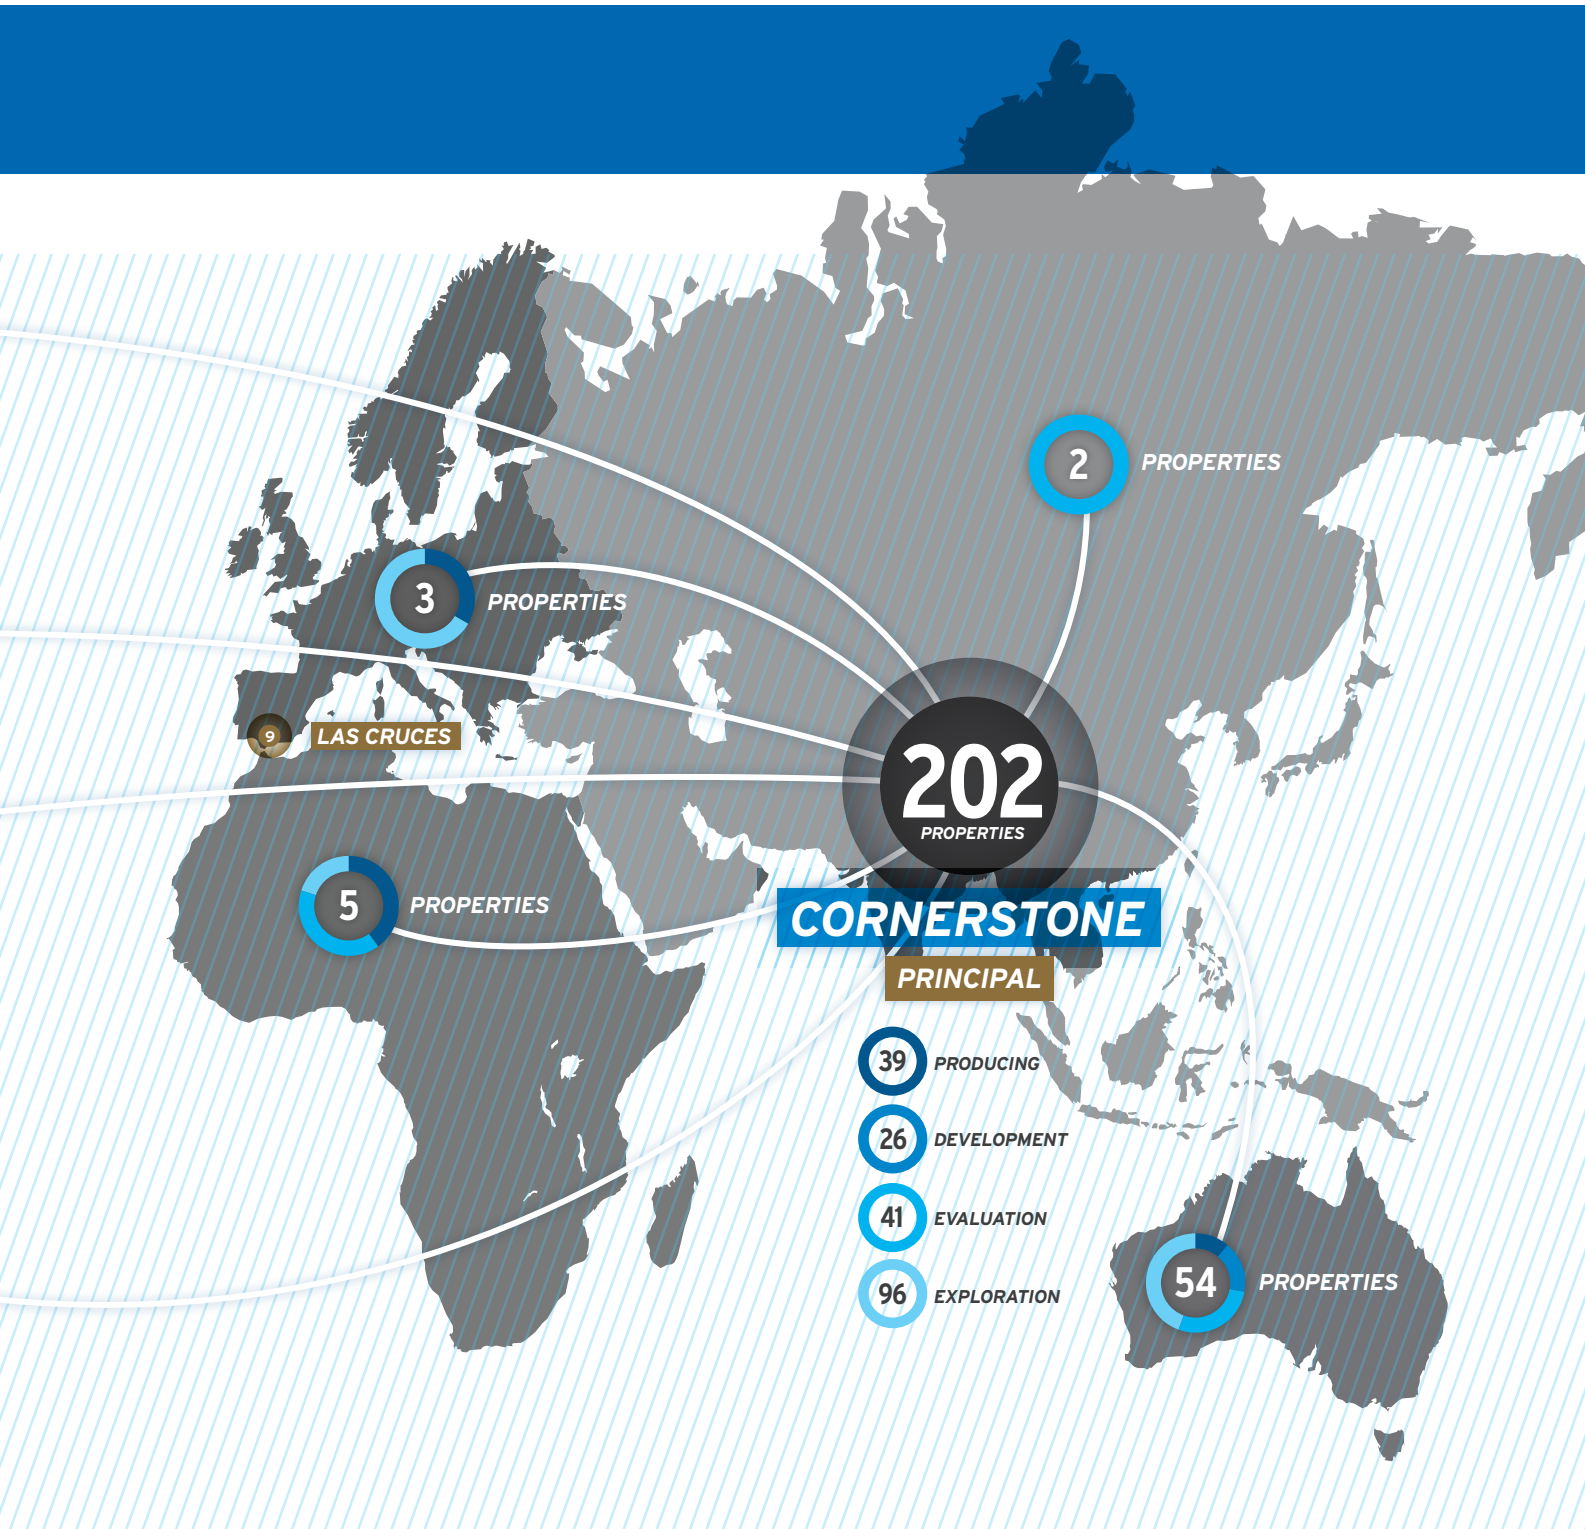 2
PROPERTIES
3
PROPERTIES
9
LAS CRUCES
202
PROPERTIES
5
PROPERTIES
CORNERSTONE
PRINCIPAL
39 PRODUCING
26 DEVELOPMENT
41 EVALUATION
96 EXPLORATION
54
PROPERTIES